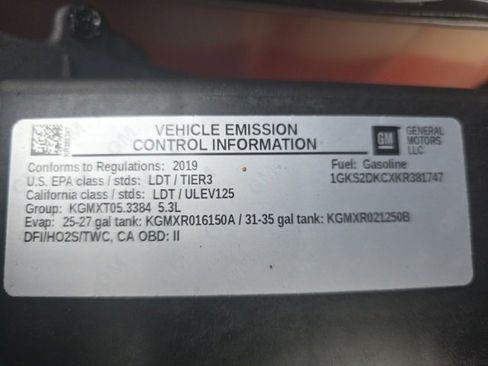 VEHICLE EMISSION
CONTROL INFORMATION
GM
GENERAL
MOTORS
LLC
Conforms to Regulations: 2019
Fuel: Gasoline
U.S. EPA class / stds: LDT / TIER3
1GKS2DKCXKR381747
California class / stds: LDT / ULEV125
Group: KGMXT05.3384 5.3L
Evap: 25-27 gal tank: KGMXR016150A / 31-35 gal tank: KGMXR021250B
DFI/HO2S/TWC, CA OBD: II